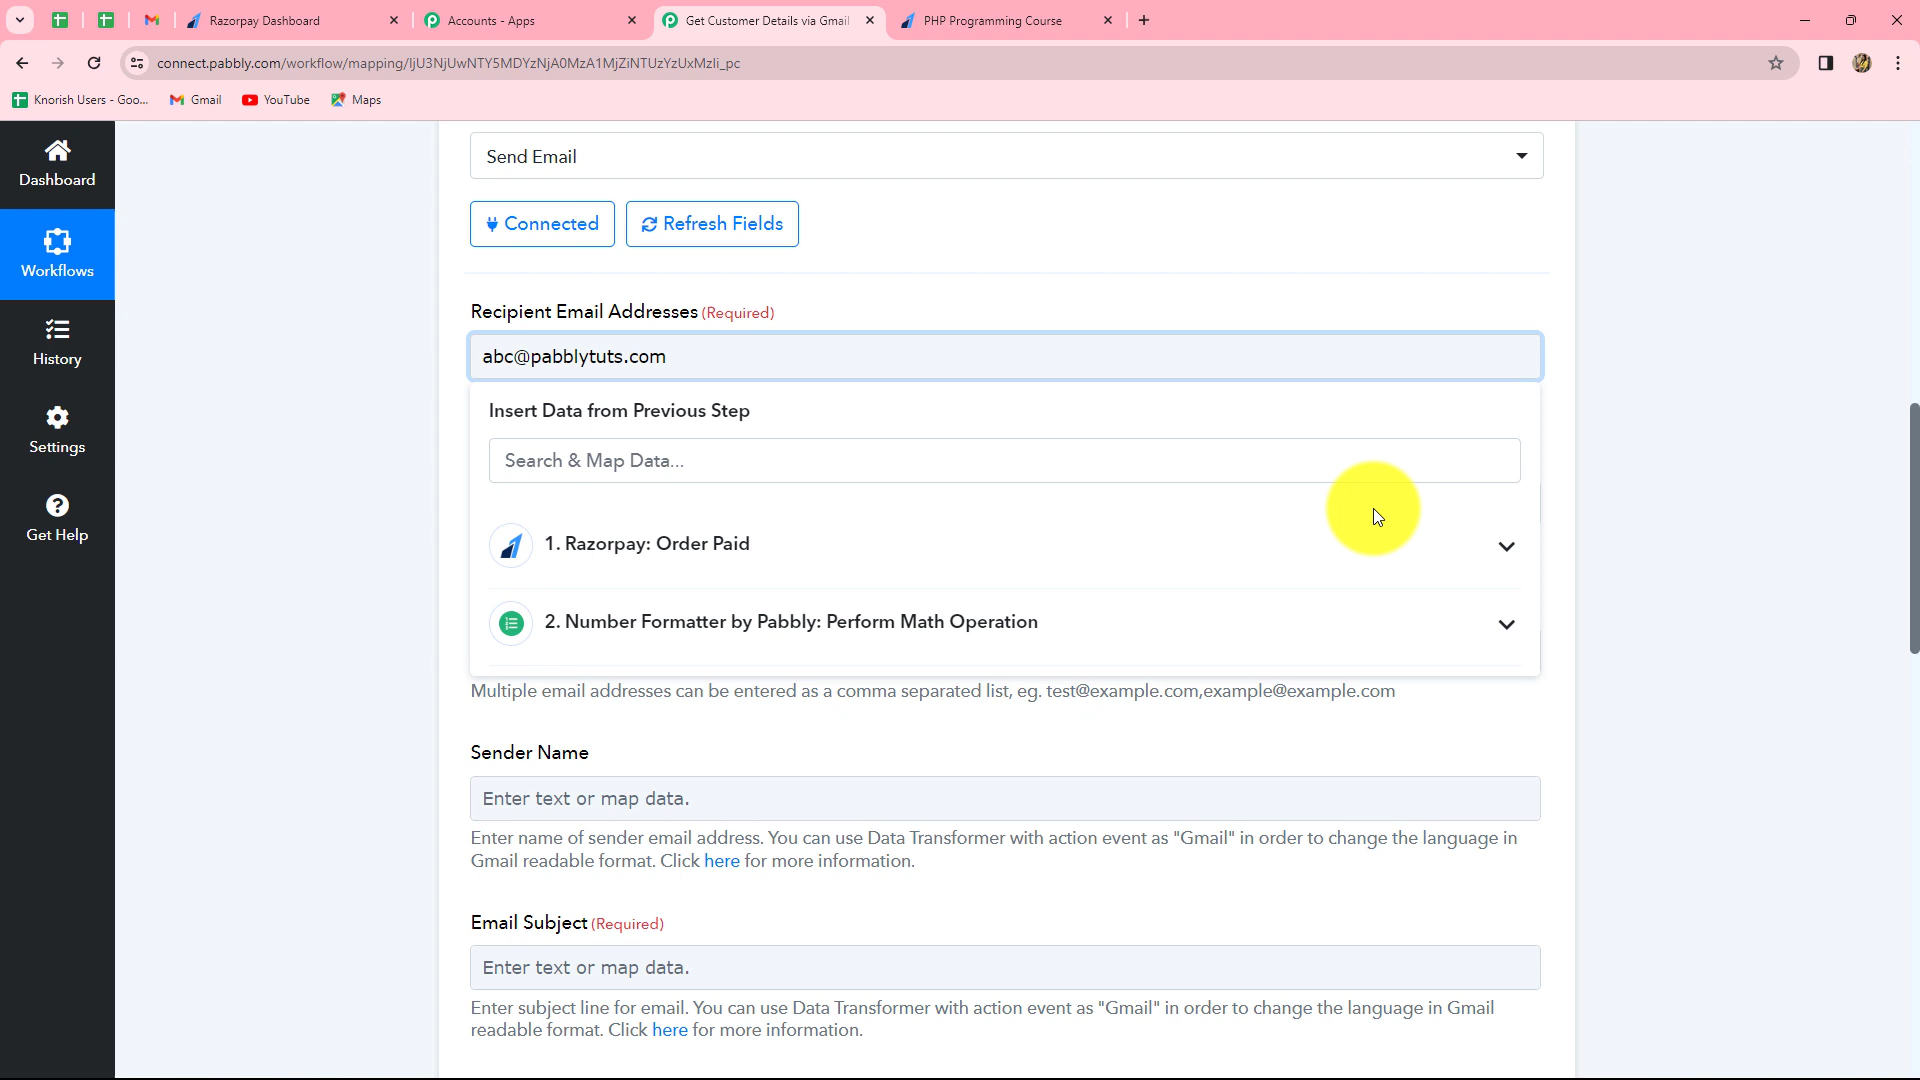 Razorpay Dashboard
Accounts - Apps
Get Customer Details via Gmail
PHP Programming Course
connect.pabbly.com/workflow/mapping/IjU3NjUwNTY5MDYzNjA0MzA1MjZiNTUzYzUxMzIi_pc
Knorish Users - Goo...
Gmail
YouTube
Maps
Dashboard
Workflows
History
Settings
Get Help
Send Email
Connected
Refresh Fields
Recipient Email Addresses (Required)
abc@pabblytuts.com
Insert Data from Previous Step
Search & Map Data...
1. Razorpay: Order Paid
2. Number Formatter by Pabbly: Perform Math Operation
Multiple email addresses can be entered as a comma separated list, eg. test@example.com,example@example.com
Sender Name
Enter text or map data.
Enter name of sender email address. You can use Data Transformer with action event as "Gmail" in order to change the language in
Gmail readable format. Click here for more information.
Email Subject (Required)
Enter text or map data.
Enter subject line for email. You can use Data Transformer with action event as "Gmail" in order to change the language in Gmail
readable format. Click here for more information.